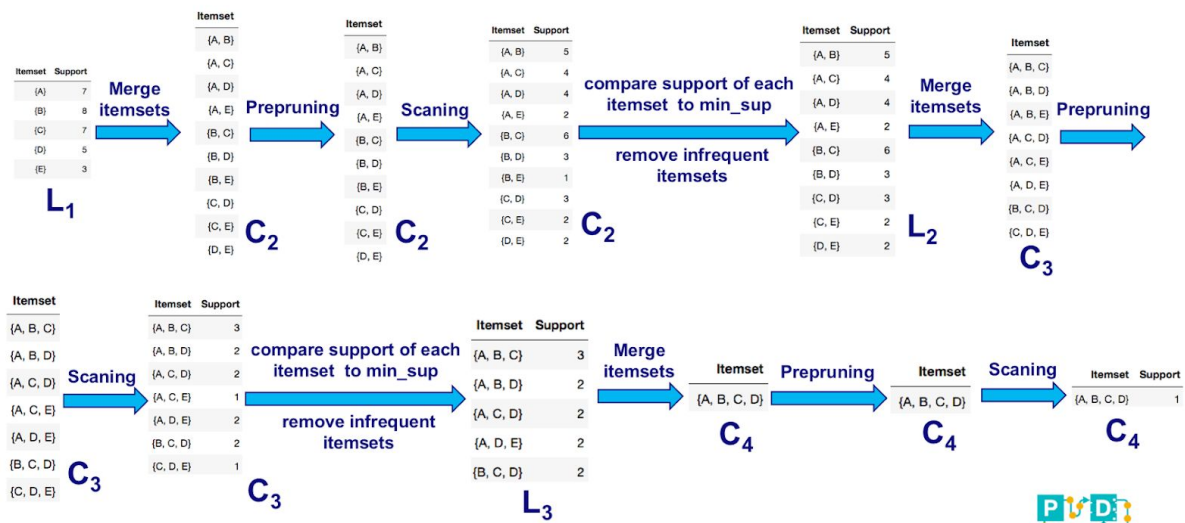 Itemset Support
{A} 7
{B} 8
{C} 7
{D} 5
{E} 3
L1
Merge
itemsets
Itemset
{A, B}
{A, C}
{A, D}
{A, E}
{B, C}
{B, D}
{B, E}
{C, D}
{C, E}
{D, E}
C2
Prepruning
Itemset
{A, B}
{A, C}
{A, D}
{A, E}
{B, C}
{B, D}
{B, E}
{C, D}
{C, E}
{D, E}
C2
Scaning
Itemset Support
{A, B} 5
{A, C} 4
{A, D} 4
{A, E} 2
{B, C} 6
{B, D} 3
{B, E} 1
{C, D} 3
{C, E} 2
{D, E} 2
C2
compare support of each
itemset to min_sup
remove infrequent
itemsets
Itemset Support
{A, B} 5
{A, C} 4
{A, D} 4
{A, E} 2
{B, C} 6
{B, D} 3
{C, D} 3
{C, E} 2
{D, E} 2
L2
Merge
itemsets
Itemset
{A, B, C}
{A, B, D}
{A, B, E}
{A, C, D}
{A, C, E}
{A, D, E}
{B, C, D}
{C, D, E}
C3
Prepruning
Itemset
{A, B, C}
{A, B, D}
{A, C, D}
{A, C, E}
{A, D, E}
{B, C, D}
{C, D, E}
C3
Scaning
Itemset Support
{A, B, C} 3
{A, B, D} 2
{A, C, D} 2
{A, C, E} 1
{A, D, E} 2
{B, C, D} 2
{C, D, E} 1
C3
compare support of each
itemset to min_sup
remove infrequent
itemsets
Itemset Support
{A, B, C} 3
{A, B, D} 2
{A, C, D} 2
{A, D, E} 2
{B, C, D} 2
L3
Merge
itemsets
Itemset
{A, B, C, D}
C4
Prepruning
Itemset
{A, B, C, D}
C4
Scaning
Itemset Support
{A, B, C, D} 1
C4
P D